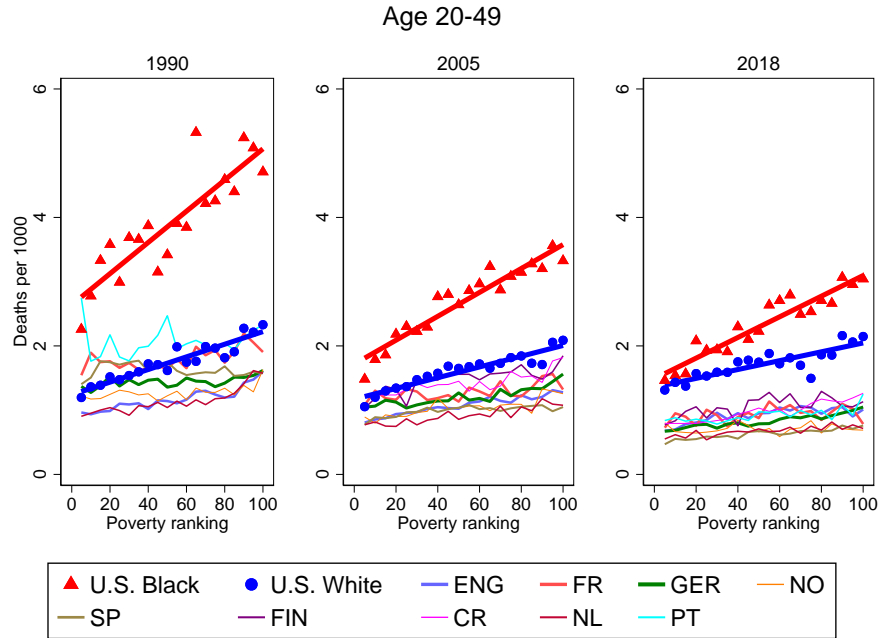 Age 20-49
1990 2005 2018
Deaths per 1000
0 2 4 6
0 20 40 60 80 100
Poverty ranking
0 2 4 6
0 20 40 60 80 100
Poverty ranking
0 2 4 6
0 20 40 60 80 100
Poverty ranking
U.S. Black U.S. White ENG FR GER NO
SP FIN CR NL PT